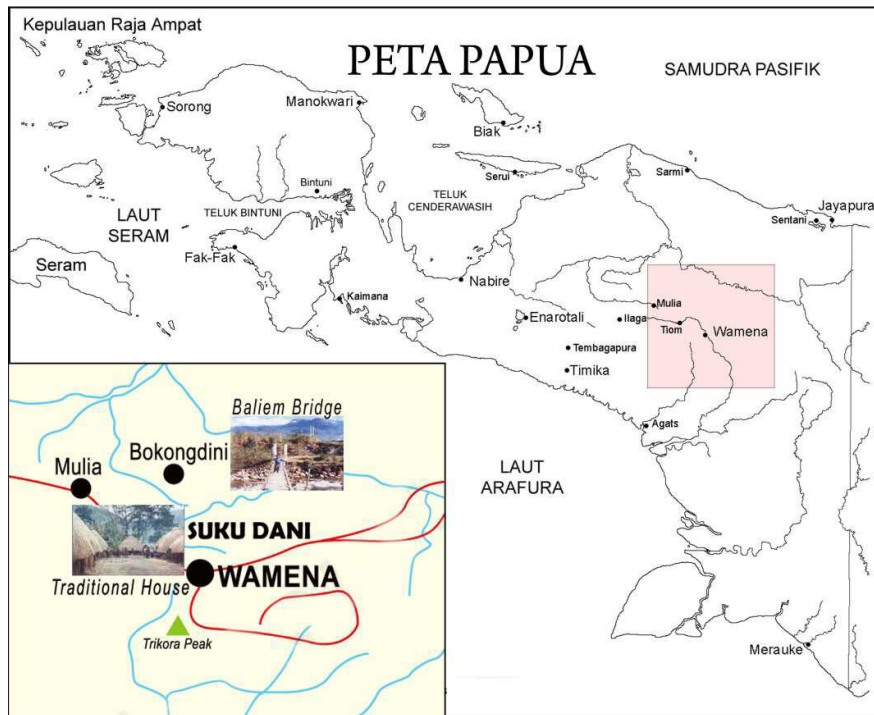 Kepulauan Raja Ampat
PETA PAPUA
SAMUDRA PASIFIK
Sorong
Manokwari
Biak
Bintuni
Serui
Sarmi
TELUK
CENDERAWASIH
LAUT
SERAM
TELUK BINTUNI
Jayapura
Sentani
Fak-Fak
Seram
Nabire
Kaimana
Mulia
Enarotali
Ilaga
Tiom
Wamena
Tembagapura
Timika
Agats
LAUT
ARAFURA
Merauke
Baliem Bridge
Bokongdini
Mulia
SUKU DANI
Traditional House
WAMENA
Trikora Peak